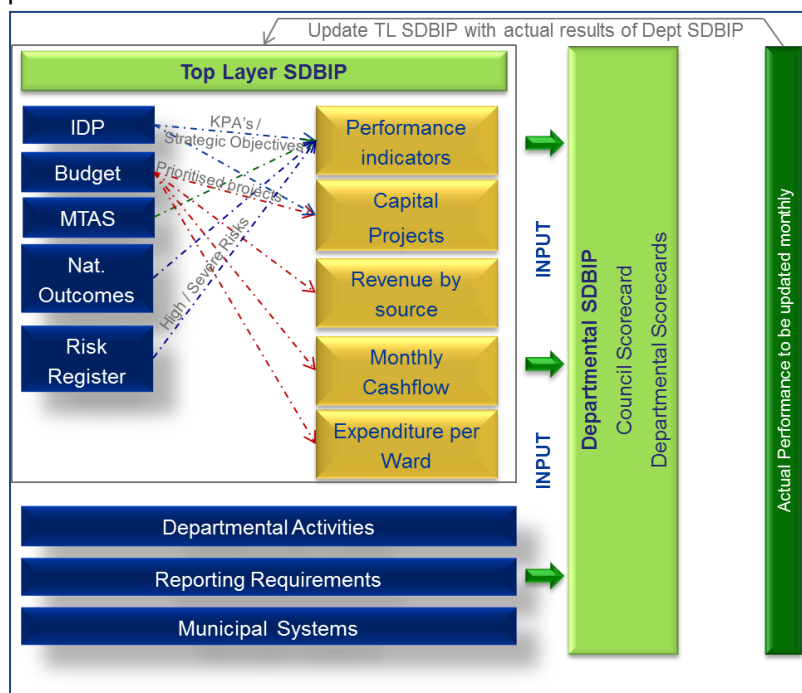 Update TL SDBIP with actual results of Dept SDBIP
Top Layer SDBIP
IDP
Budget
MTAS
Nat.
Outcomes
Risk
Register
KPA's /
Strategic Objectives
Prioritised projects
High / Severe Risks
Performance
indicators
Capital
Projects
Revenue by
source
Monthly
Cashflow
Expenditure per
Ward
INPUT
INPUT
Departmental SDBIP
Council Scorecard
Departmental Scorecards
Actual Performance to be updated monthly
Departmental Activities
Reporting Requirements
Municipal Systems